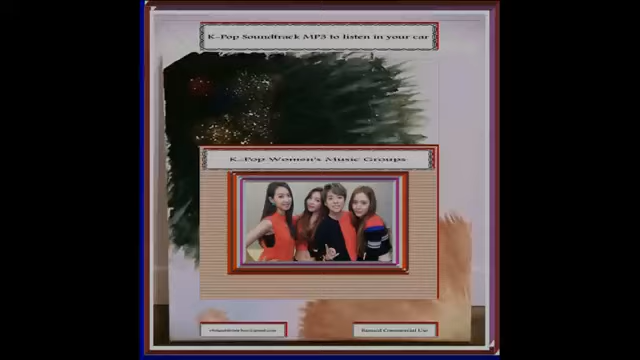 K-Pop Soundtrack MP3 to listen in your car
K-Pop Women's Music Groups
Banned Commercial Use